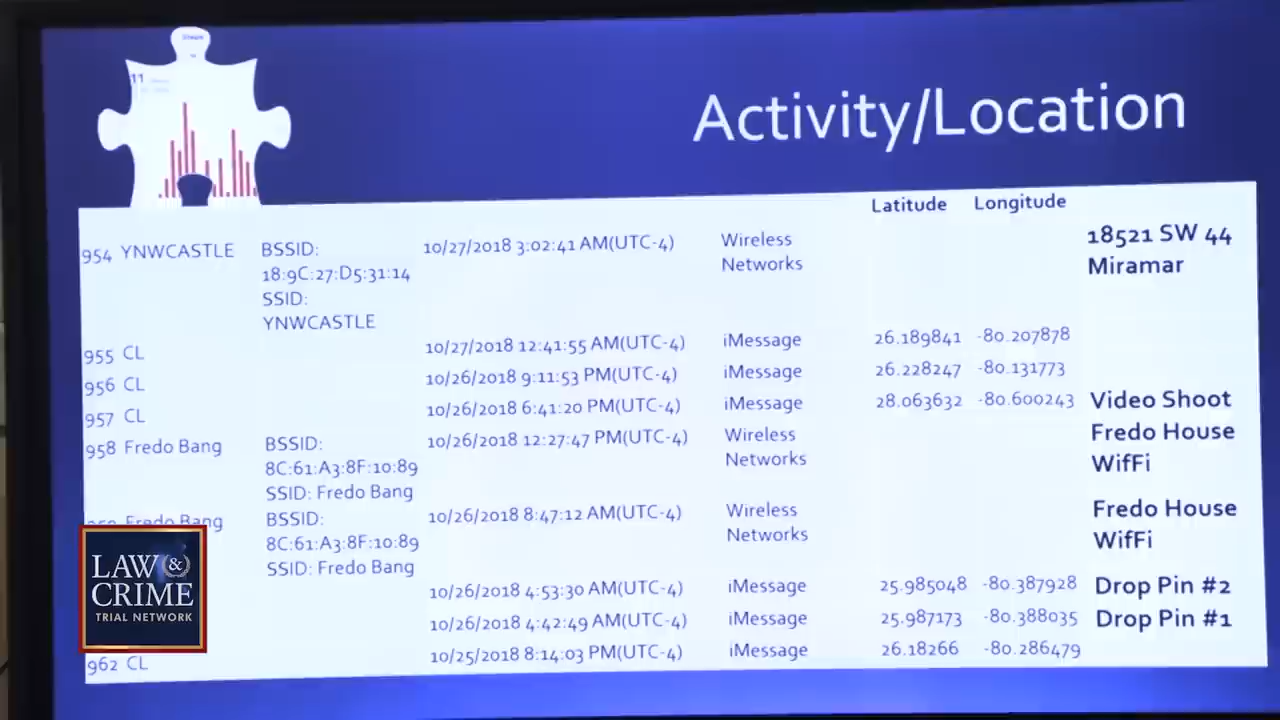 Activity/Location
11
Latitude Longitude
954 YNWCASTLE BSSID: 10/27/2018 3:02:41 AM(UTC-4) Wireless 18521 SW 44
18:9C:27:D5:31:14 Networks Miramar
SSID:
YNWCASTLE
955 CL 10/27/2018 12:41:55 AM(UTC-4) iMessage 26.189841 -80.207878
956 CL 10/26/2018 9:11:53 PM(UTC-4) iMessage 26.228247 -80.131773
957 CL 10/26/2018 6:41:20 PM(UTC-4) iMessage 28.063632 -80.600243 Video Shoot
958 Fredo Bang BSSID: 10/26/2018 12:27:47 PM(UTC-4) Wireless Fredo House
8C:61:A3:8F:10:89 Networks WifFi
SSID: Fredo Bang
Fredo Bang BSSID: 10/26/2018 8:47:12 AM(UTC-4) Wireless Fredo House
8C:61:A3:8F:10:89 Networks WifFi
SSID: Fredo Bang
10/26/2018 4:53:30 AM(UTC-4) iMessage 25.985048 -80.387928 Drop Pin #2
10/26/2018 4:42:49 AM(UTC-4) iMessage 25.987173 -80.388035 Drop Pin #1
962 CL 10/25/2018 8:14:03 PM(UTC-4) iMessage 26.18266 -80.286479
LAW &
CRIME
TRIAL NETWORK